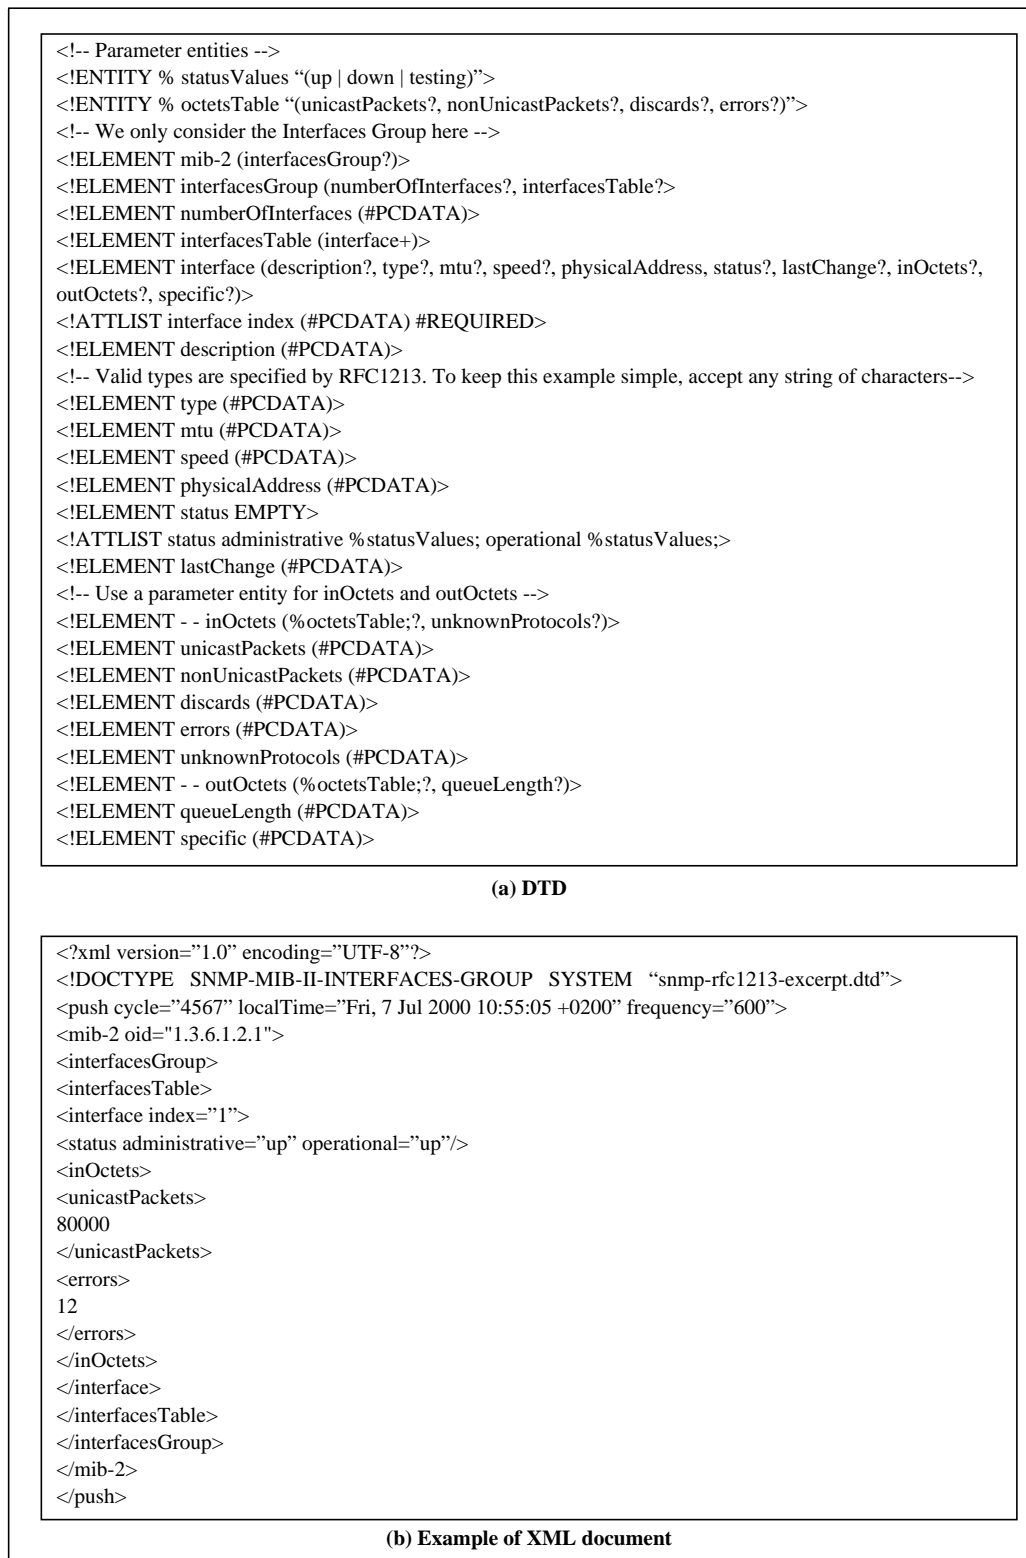 <!-- Parameter entities -->
<!ENTITY % statusValues “(up | down | testing)”>
<!ENTITY % octetsTable “(unicastPackets?, nonUnicastPackets?, discards?, errors?)”>
<!-- We only consider the Interfaces Group here -->
<!ELEMENT mib-2 (interfacesGroup?)>
<!ELEMENT interfacesGroup (numberOfInterfaces?, interfacesTable?>
<!ELEMENT numberOfInterfaces (#PCDATA)>
<!ELEMENT interfacesTable (interface+)>
<!ELEMENT interface (description?, type?, mtu?, speed?, physicalAddress, status?, lastChange?, inOctets?,
outOctets?, specific?)>
<!ATTLIST interface index (#PCDATA) #REQUIRED>
<!ELEMENT description (#PCDATA)>
<!-- Valid types are specified by RFC1213. To keep this example simple, accept any string of characters-->
<!ELEMENT type (#PCDATA)>
<!ELEMENT mtu (#PCDATA)>
<!ELEMENT speed (#PCDATA)>
<!ELEMENT physicalAddress (#PCDATA)>
<!ELEMENT status EMPTY>
<!ATTLIST status administrative %statusValues; operational %statusValues;>
<!ELEMENT lastChange (#PCDATA)>
<!-- Use a parameter entity for inOctets and outOctets -->
<!ELEMENT - - inOctets (%octetsTable;?, unknownProtocols?)>
<!ELEMENT unicastPackets (#PCDATA)>
<!ELEMENT nonUnicastPackets (#PCDATA)>
<!ELEMENT discards (#PCDATA)>
<!ELEMENT errors (#PCDATA)>
<!ELEMENT unknownProtocols (#PCDATA)>
<!ELEMENT - - outOctets (%octetsTable;?, queueLength?)>
<!ELEMENT queueLength (#PCDATA)>
<!ELEMENT specific (#PCDATA)>
(a) DTD
<?xml version=”1.0” encoding=”UTF-8”?>
<!DOCTYPE SNMP-MIB-II-INTERFACES-GROUP SYSTEM “snmp-rfc1213-excerpt.dtd”>
<push cycle=”4567” localTime=”Fri, 7 Jul 2000 10:55:05 +0200” frequency=”600”>
<mib-2 oid="1.3.6.1.2.1">
<interfacesGroup>
<interfacesTable>
<interface index=”1”>
<status administrative=”up” operational=”up”/>
<inOctets>
<unicastPackets>
80000
</unicastPackets>
<errors>
12
</errors>
</inOctets>
</interface>
</interfacesTable>
</interfacesGroup>
</mib-2>
</push>
(b) Example of XML document